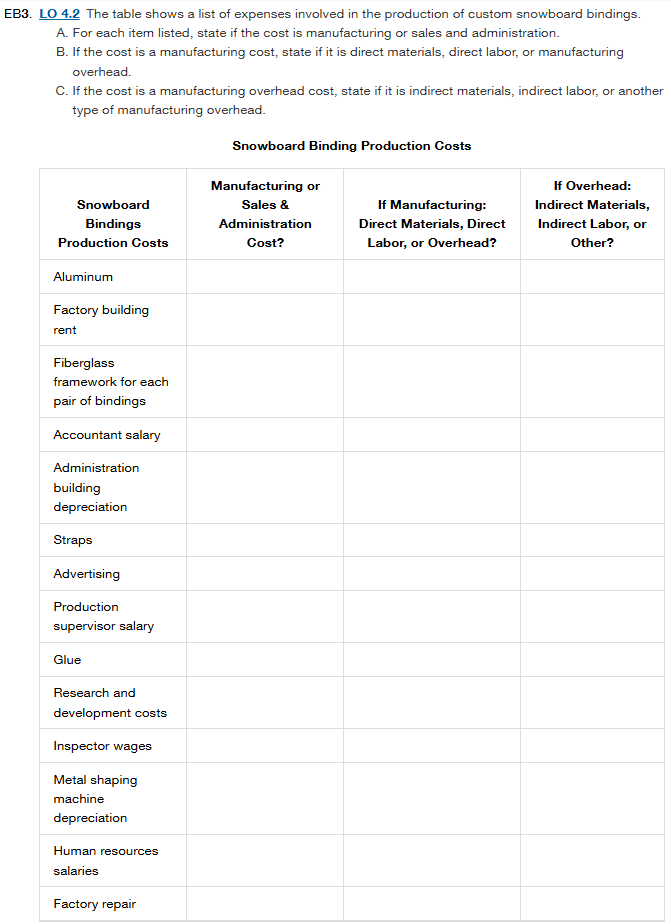 EB3. LO 4.2 The table shows a list of expenses involved in the production of custom snowboard bindings.
A. For each item listed, state if the cost is manufacturing or sales and administration.
B. If the cost is a manufacturing cost, state if it is direct materials, direct labor, or manufacturing
overhead.
C. If the cost is a manufacturing overhead cost, state if it is indirect materials, indirect labor, or another
type of manufacturing overhead.
Snowboard Binding Production Costs
Snowboard
Bindings
Production Costs
Manufacturing or
Sales &
Administration
Cost?
If Manufacturing:
Direct Materials, Direct
Labor, or Overhead?
If Overhead:
Indirect Materials,
Indirect Labor, or
Other?
Aluminum
Factory building
rent
Fiberglass
framework for each
pair of bindings
Accountant salary
Administration
building
depreciation
Straps
Advertising
Production
supervisor salary
Glue
Research and
development costs
Inspector wages
Metal shaping
machine
depreciation
Human resources
salaries
Factory repair